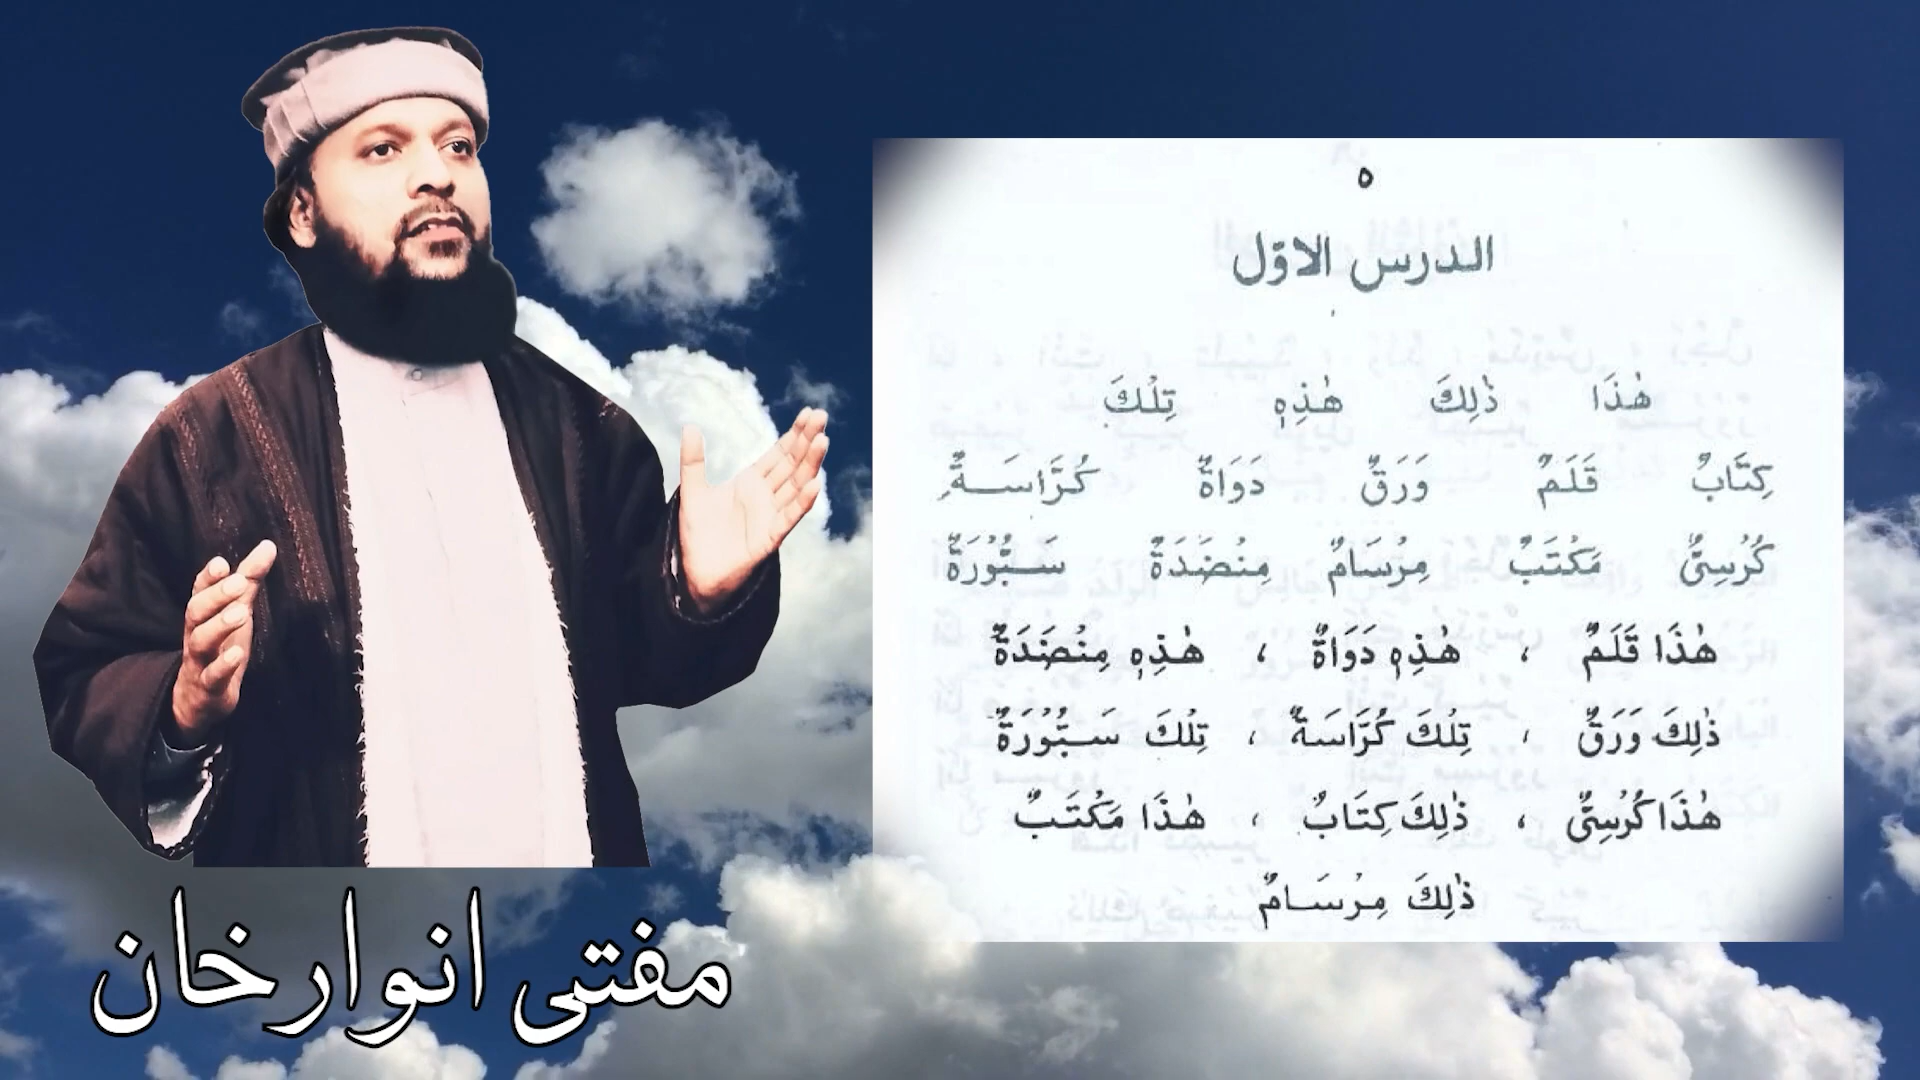 ٥
الدرس الاوّل
هٰذَا ذٰلِكَ هٰذِهٖ تِلْكَ
كِتَابٌ قَلَمٌ وَرَقٌ دَوَاةٌ كُرَّاسَةٌ
كُرْسِیٌّ مَكْتَبٌ مِرْسَامٌ مِنْضَدَةٌ سَبُّوْرَةٌ
هٰذَا قَلَمٌ ، هٰذِهٖ دَوَاةٌ ، هٰذِهٖ مِنْضَدَةٌ
ذٰلِكَ وَرَقٌ ، تِلْكَ كُرَّاسَةٌ ، تِلْكَ سَبُّوْرَةٌ
هٰذَا كُرْسِیٌّ ، ذٰلِكَ كِتَابٌ ، هٰذَا مَكْتَبٌ
ذٰلِكَ مِرْسَامٌ
مفتی انوار خان